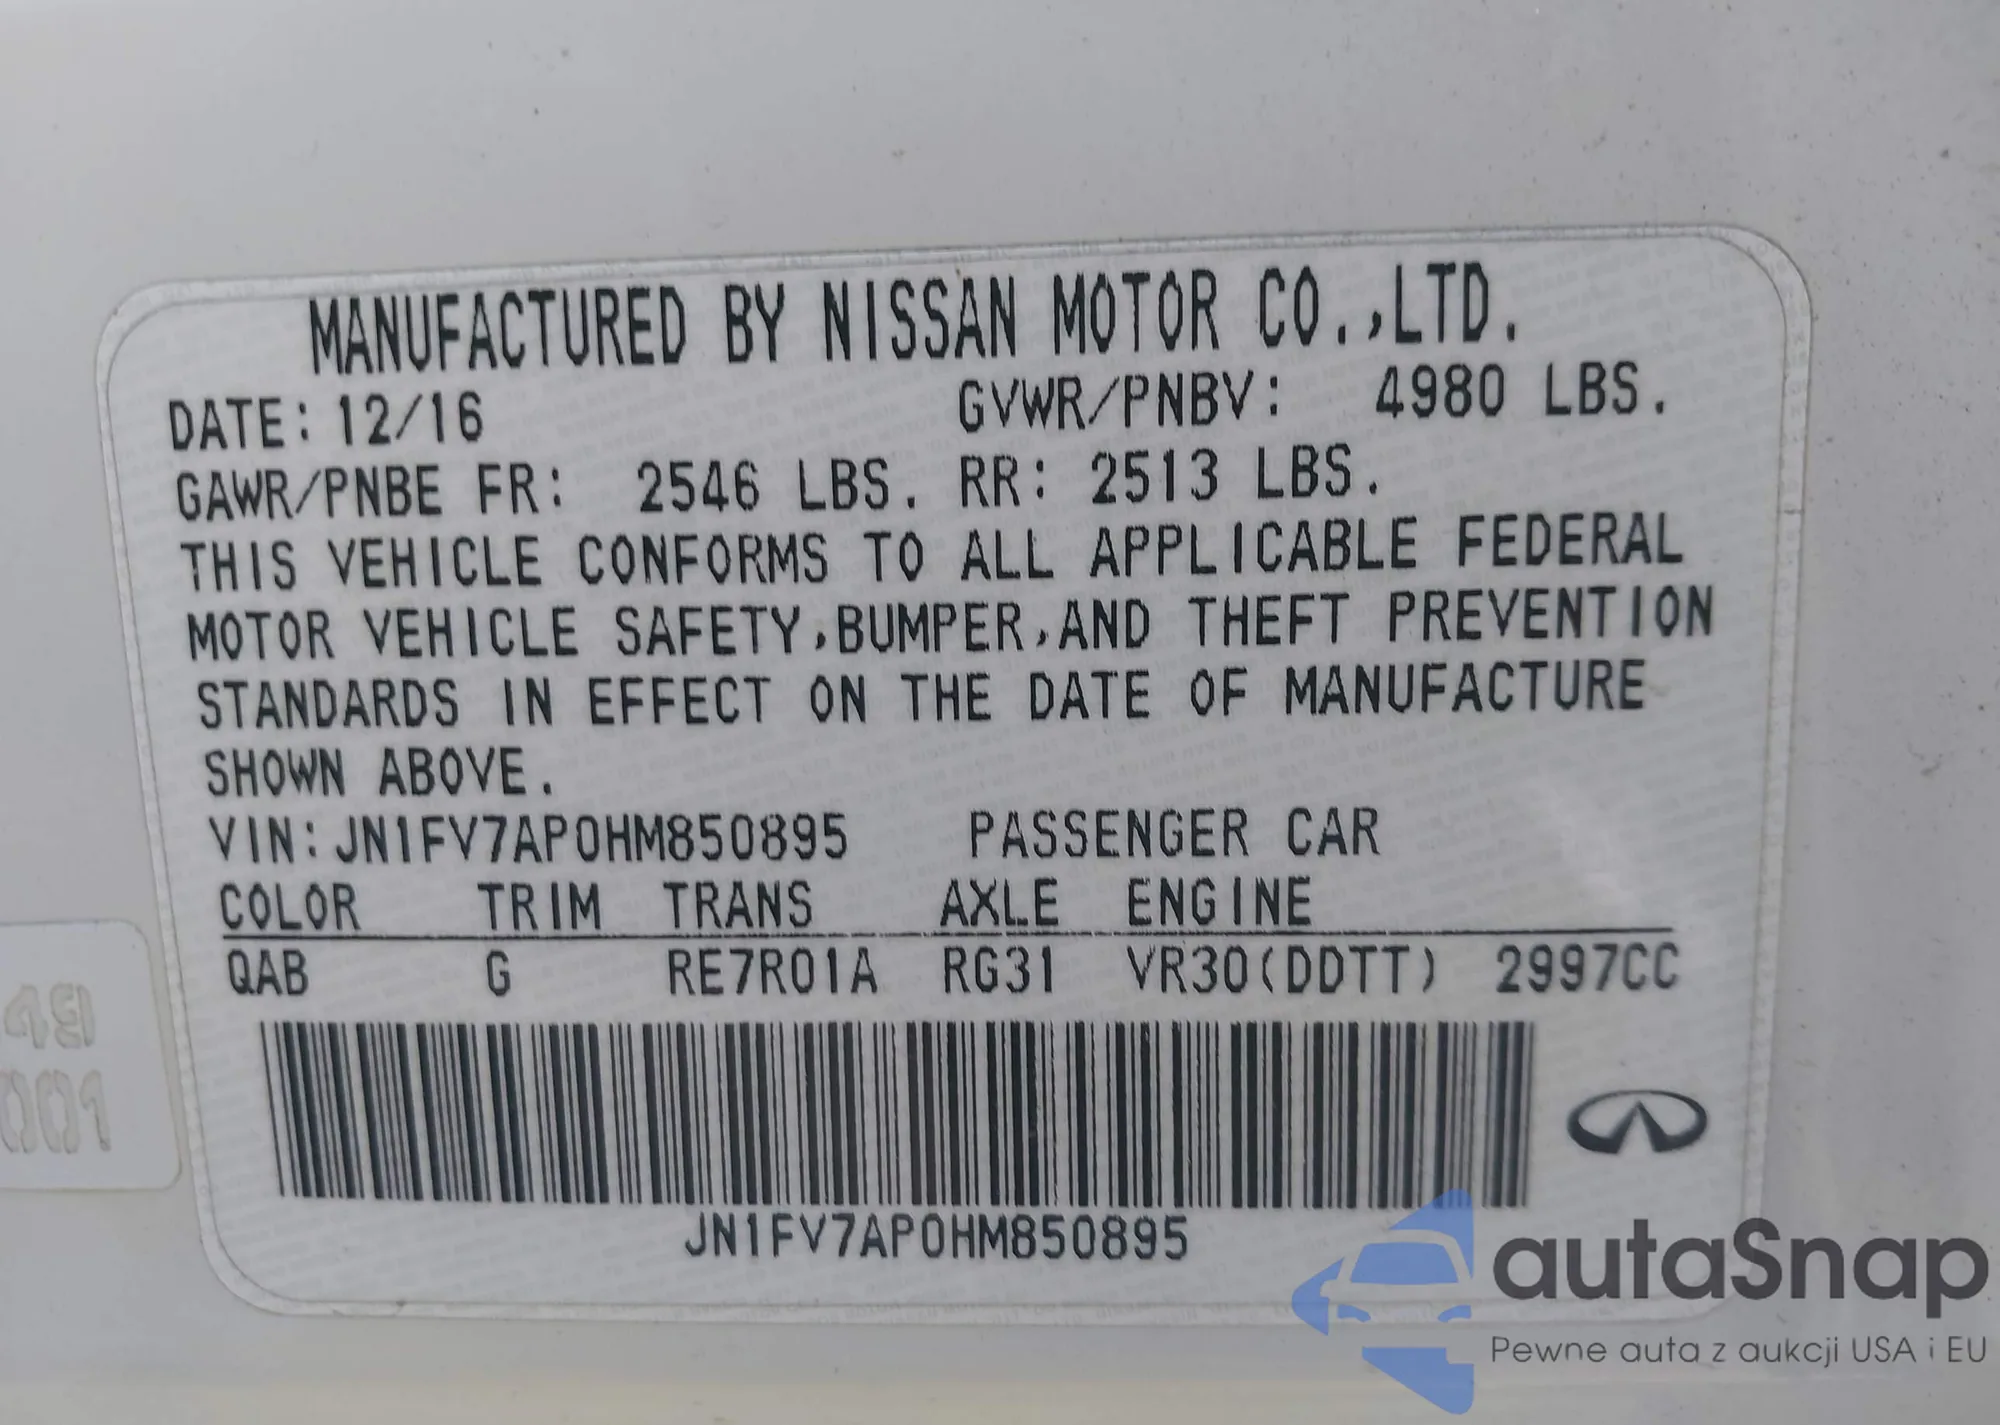 MANUFACTURED BY NISSAN MOTOR CO.,LTD.
DATE: 12/16 GVWR/PNBV: 4980 LBS.
GAWR/PNBE FR: 2546 LBS. RR: 2513 LBS.
THIS VEHICLE CONFORMS TO ALL APPLICABLE FEDERAL
MOTOR VEHICLE SAFETY,BUMPER,AND THEFT PREVENTION
STANDARDS IN EFFECT ON THE DATE OF MANUFACTURE
SHOWN ABOVE.
VIN:JN1FV7AP0HM850895 PASSENGER CAR
COLOR TRIM TRANS AXLE ENGINE
QAB G RE7R01A RG31 VR30(DDTT) 2997CC
JN1FV7AP0HM850895
49
001
autaSnap
Pewne auta z aukcji USA i EU